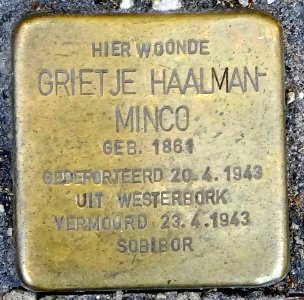 HIER WOONDE
GRIETJE HAALMAN-
MINCO
GEB. 1861
GEDEPORTEERD 20.4.1943
UIT WESTERBORK
VERMOORD 23.4.1943
SOBIBOR